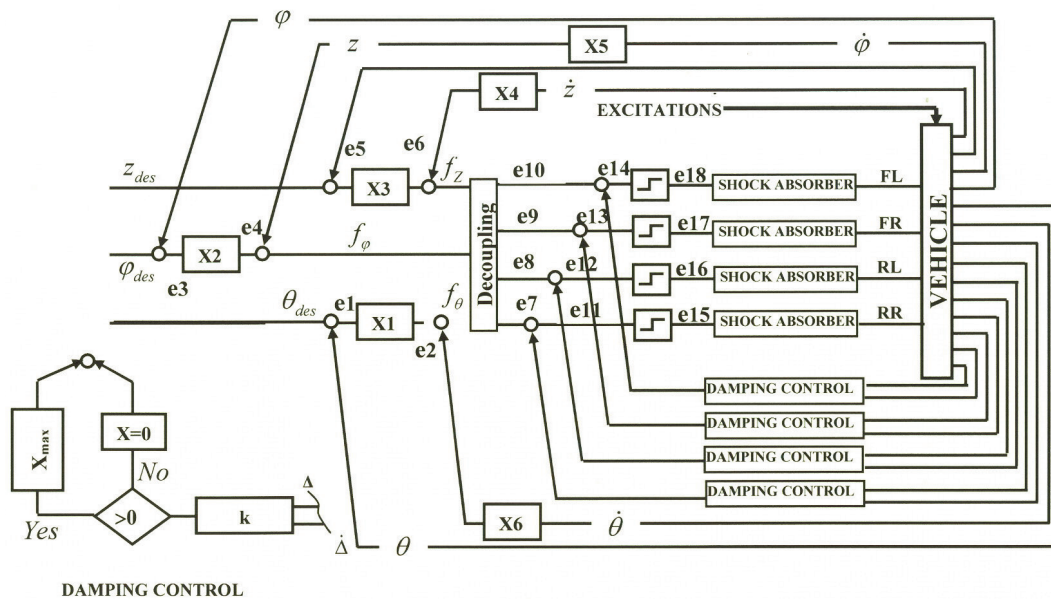 φ
z X5 φ̇
X4 ż
EXCITATIONS
e5 e6
z_des X3 f_Z e10 e14 e18 SHOCK ABSORBER FL
e9 e13 e17 SHOCK ABSORBER FR
φ_des e3 X2 e4 f_φ Decoupling e8 e12 e16 SHOCK ABSORBER RL VEHICLE
θ_des e1 X1 e2 f_θ e7 e11 e15 SHOCK ABSORBER RR
DAMPING CONTROL
DAMPING CONTROL
DAMPING CONTROL
DAMPING CONTROL
X6 θ̇
θ
X_max X=0
No
Yes >0 k Δ
Δ̇
DAMPING CONTROL